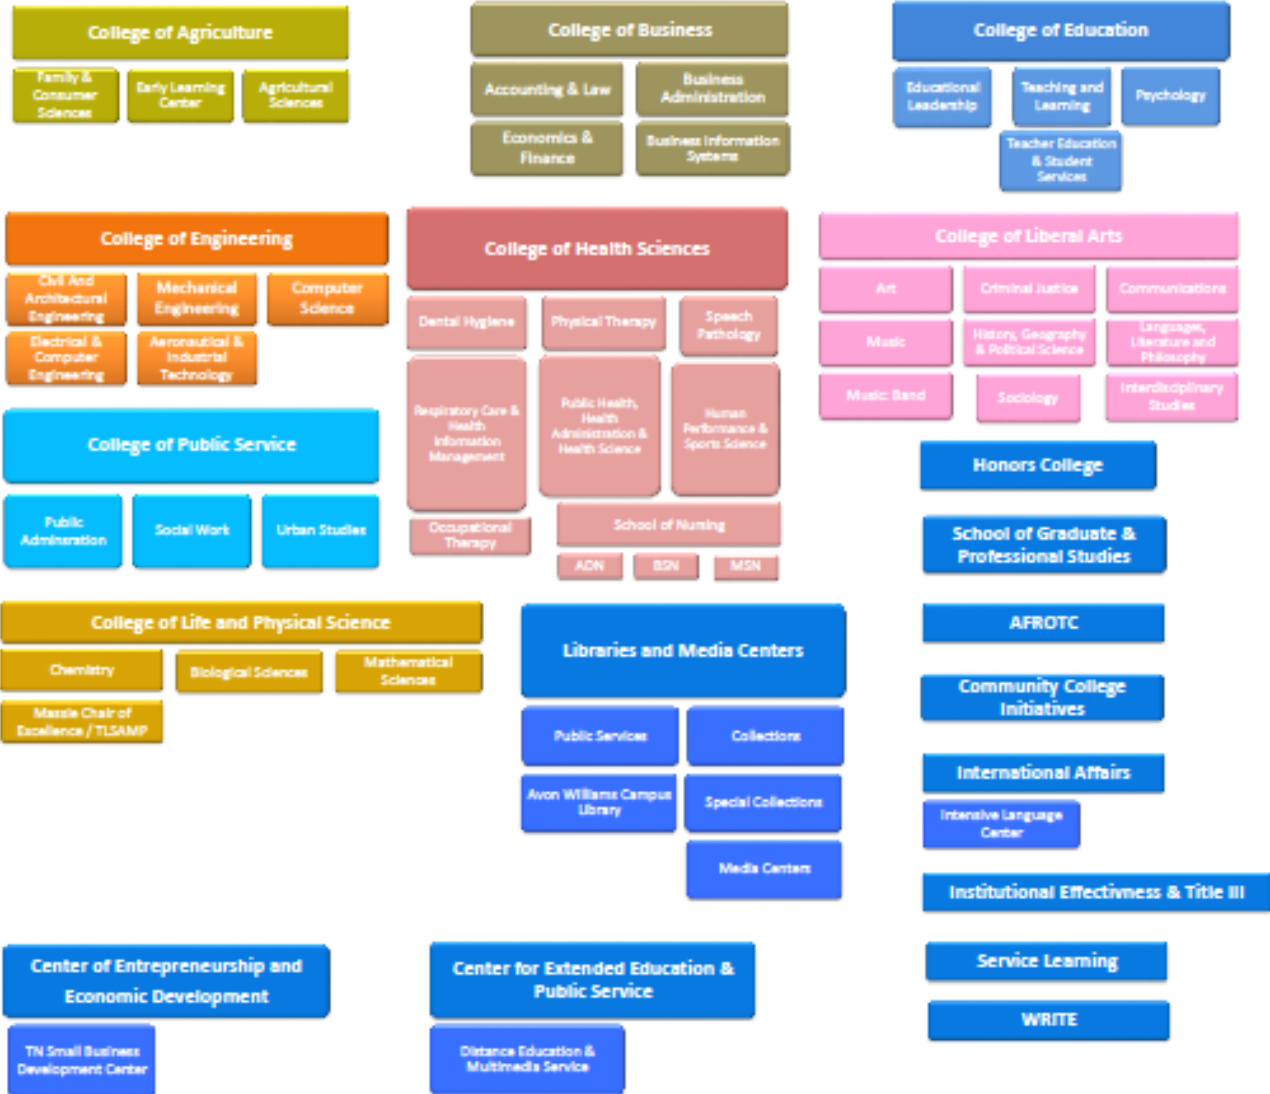 College of Agriculture
Family &
Consumer
Sciences
Early Learning
Center
Agricultural
Sciences
College of Business
Accounting & Law
Business
Administration
Economics &
Finance
Business Information
Systems
College of Education
Educational
Leadership
Teaching and
Learning
Psychology
Teacher Education
& Student
Services
College of Engineering
Civil And
Architectural
Engineering
Mechanical
Engineering
Computer
Science
Electrical &
Computer
Engineering
Aeronautical &
Industrial
Technology
College of Health Sciences
Dental Hygiene
Physical Therapy
Speech
Pathology
Respiratory Care &
Health
Information
Management
Public Health,
Health
Administration &
Health Science
Human
Performance &
Sports Science
Occupational
Therapy
School of Nursing
ADN
BSN
MSN
College of Liberal Arts
Art
Criminal Justice
Communications
Music
History, Geography
& Political Science
Languages,
Literature and
Philosophy
Music: Band
Sociology
Interdisciplinary
Studies
College of Public Service
Public
Adminsration
Social Work
Urban Studies
Honors College
School of Graduate &
Professional Studies
AFROTC
Community College
Initiatives
International Affairs
Intensive Language
Center
Institutional Effectivness & Title III
Service Learning
WRITE
College of Life and Physical Science
Chemistry
Biological Sciences
Mathematical
Sciences
Massie Chair of
Excellence / TLSAMP
Libraries and Media Centers
Public Services
Collections
Avon Williams Campus
Library
Special Collections
Media Centers
Center of Entrepreneurship and
Economic Development
TN Small Business
Development Center
Center for Extended Education &
Public Service
Distance Education &
Multimedia Service